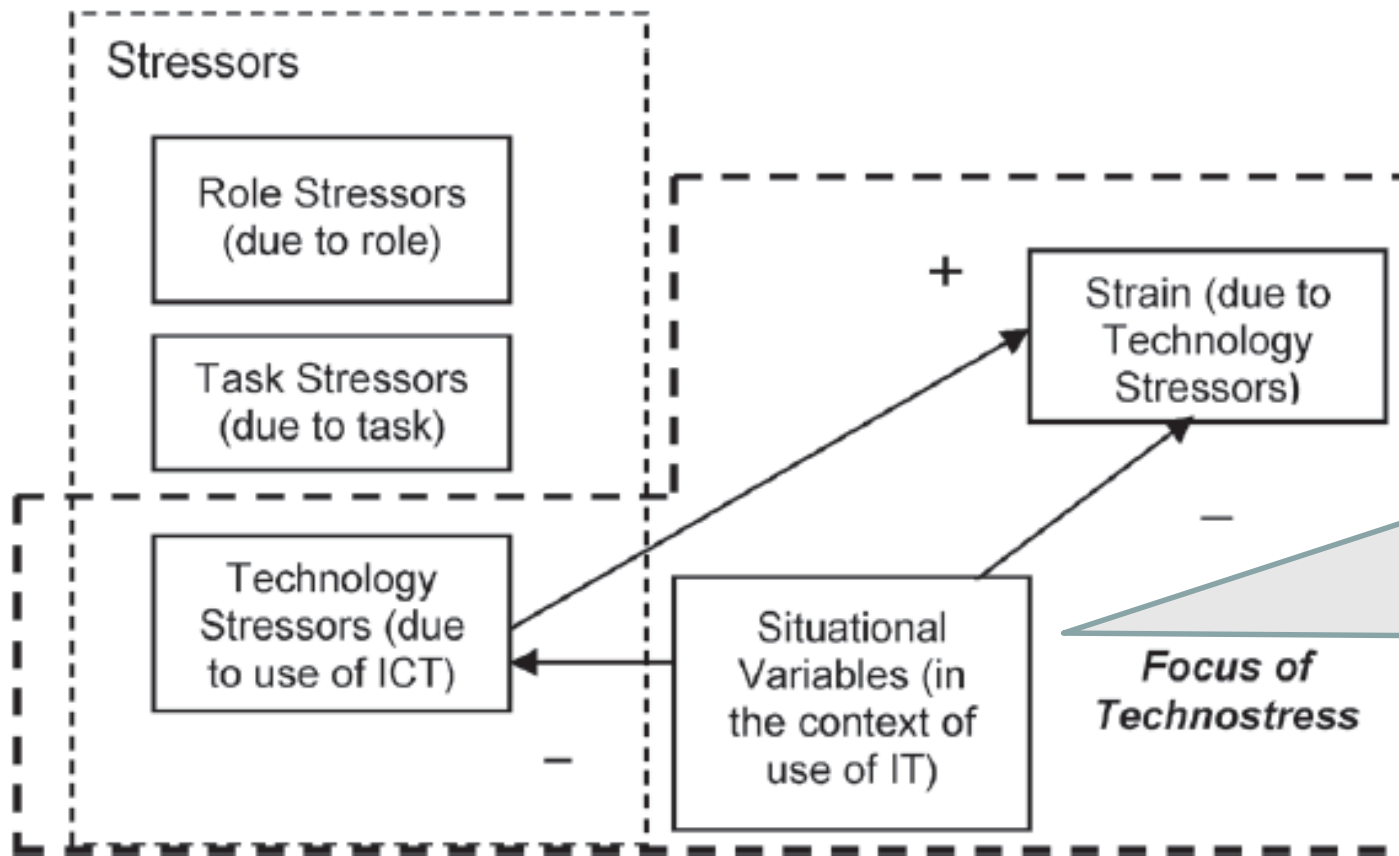 Stressors
Role Stressors
(due to role)
Task Stressors
(due to task)
Technology
Stressors (due
to use of ICT)
+
Strain (due to
Technology
Stressors)
–
Situational
Variables (in
the context of
use of IT)
–
Focus of
Technostress